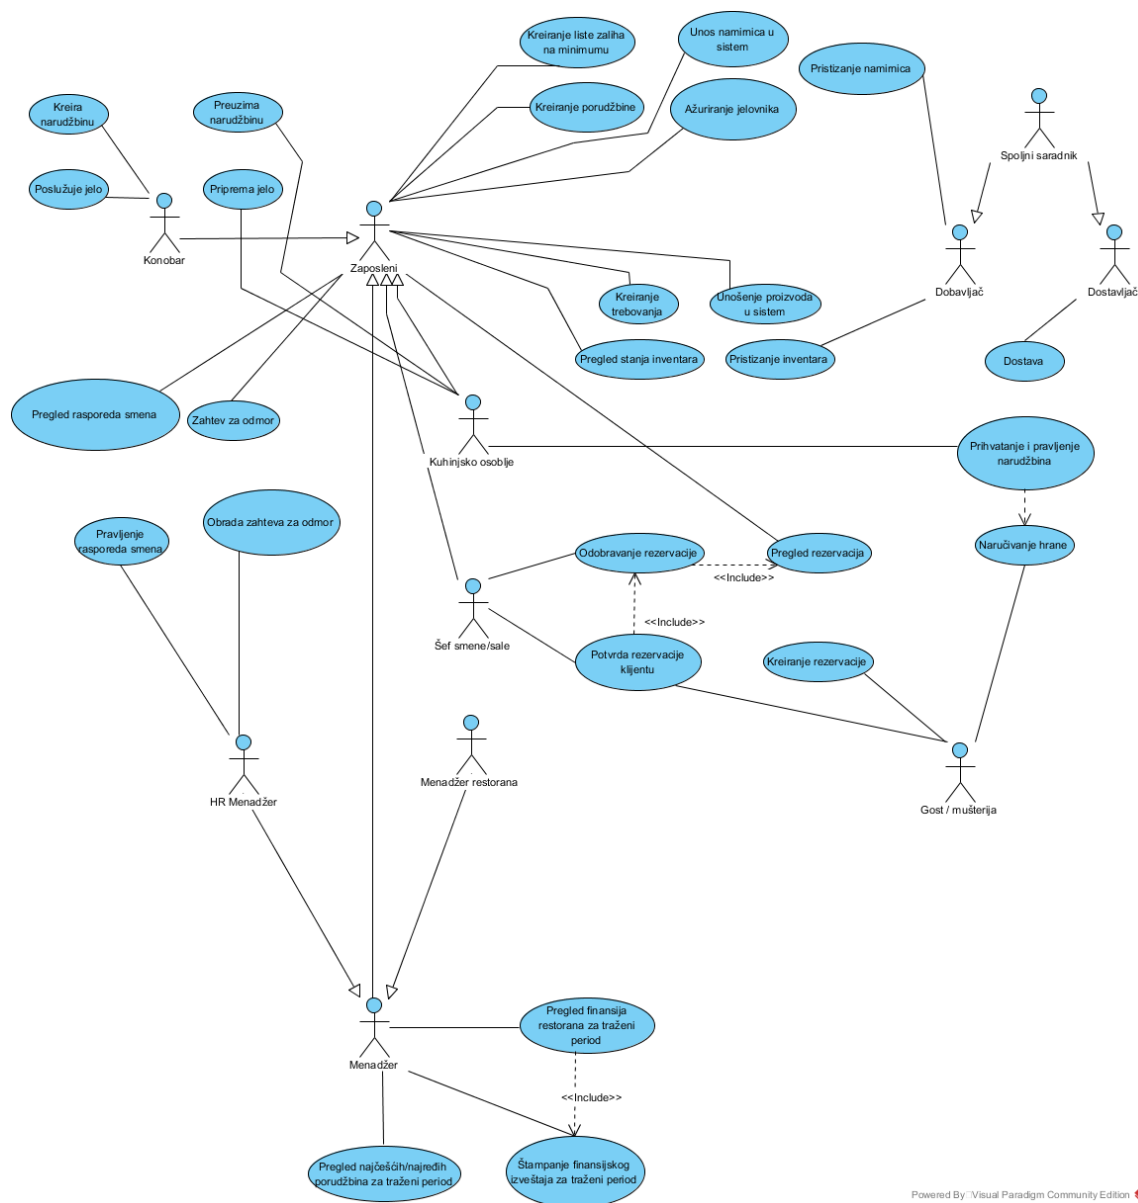 Kreiranje liste zaliha
na minimumu
Unos namirnica u
sistem
Pristizanje namirnica
Kreira
narudžbinu
Preuzima
narudžbinu
Kreiranje porudžbine
Ažuriranje jelovnika
Spoljni saradnik
Poslužuje jelo
Priprema jelo
Konobar
Zaposleni
Dobavljač
Dostavljač
Kreiranje
trebovanja
Unošenje proizvoda
u sistem
Pregled stanja inventara
Pristizanje inventara
Dostava
Pregled rasporeda smena
Zahtev za odmor
Kuhinjsko osoblje
Prihvatanje i pravljenje
narudžbina
Pravljenje
rasporeda smena
Obrada zahteva za odmor
Odobravanje rezervacije
Pregled rezervacija
Naručivanje hrane
<<Include>>
<<Include>>
Šef smene/sale
Potvrda rezervacije
klijentu
Kreiranje rezervacije
Menadžer restorana
HR Menadžer
Gost / mušterija
Pregled finansija
restorana za traženi
period
Menadžer
<<Include>>
Pregled najčešćih/najređih
porudžbina za traženi period
Štampanje finansijskog
izveštaja za traženi period
Powered By Visual Paradigm Community Edition